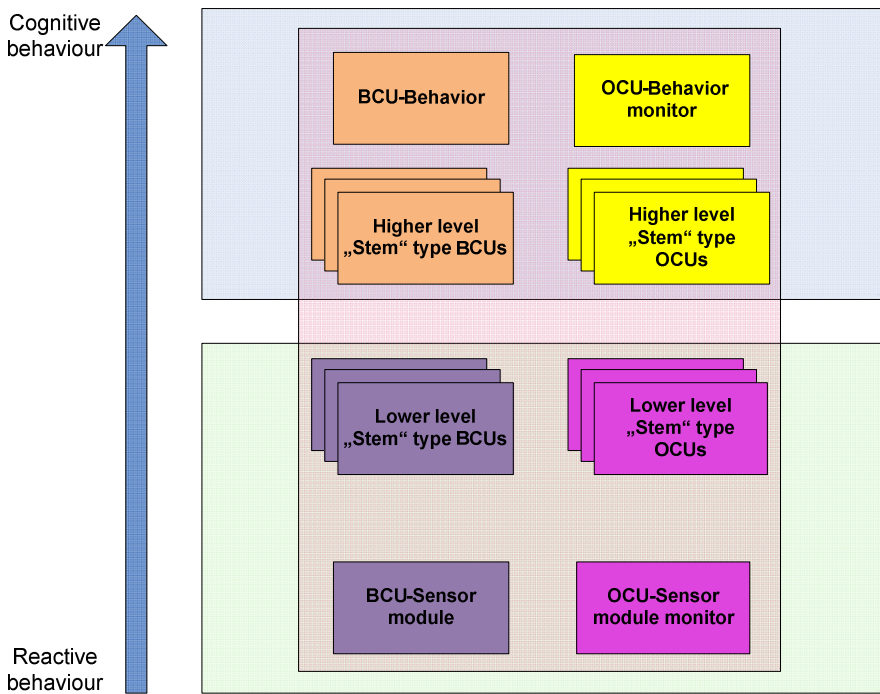 Cognitive
behaviour
BCU-Behavior
OCU-Behavior
monitor
Higher level
„Stem“ type BCUs
Higher level
„Stem“ type
OCUs
Lower level
„Stem“ type BCUs
Lower level
„Stem“ type
OCUs
BCU-Sensor
module
OCU-Sensor
module monitor
Reactive
behaviour